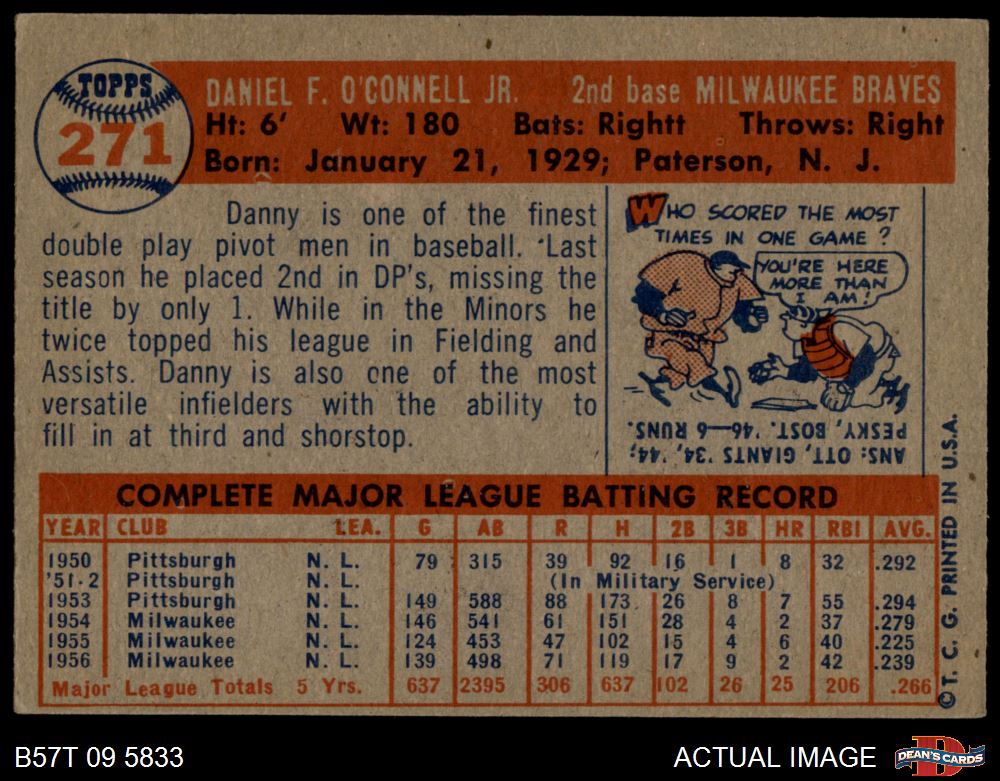 TOPPS
271
DANIEL F. O'CONNELL JR. 2nd base MILWAUKEE BRAVES
Ht: 6' Wt: 180 Bats: Rightt Throws: Right
Born: January 21, 1929; Paterson, N. J.
Danny is one of the finest
double play pivot men in baseball. Last
season he placed 2nd in DP's, missing the
title by only 1. While in the Minors he
twice topped his league in Fielding and
Assists. Danny is also one of the most
versatile infielders with the ability to
fill in at third and shorstop.
WHO SCORED THE MOST
TIMES IN ONE GAME?
YOU'RE HERE
MORE THAN
I AM!
ANS: OTT, GIANTS '34, '44;
PESKY, BOST. '46—6 RUNS.
COMPLETE MAJOR LEAGUE BATTING RECORD
YEAR CLUB LEA. G AB R H 2B 3B HR RBI AVG.
1950 Pittsburgh N. L. 79 315 39 92 16 1 8 32 .292
'51-2 Pittsburgh N. L. (In Military Service)
1953 Pittsburgh N. L. 149 588 88 173 26 8 7 55 .294
1954 Milwaukee N. L. 146 541 61 151 28 4 2 37 .279
1955 Milwaukee N. L. 124 453 47 102 15 4 6 40 .225
1956 Milwaukee N. L. 139 498 71 119 17 9 2 42 .239
Major League Totals 5 Yrs. 637 2395 306 637 102 26 25 206 .266
© T. C. G. PRINTED IN U.S.A.
B57T 09 5833
ACTUAL IMAGE
DEAN'S CARDS